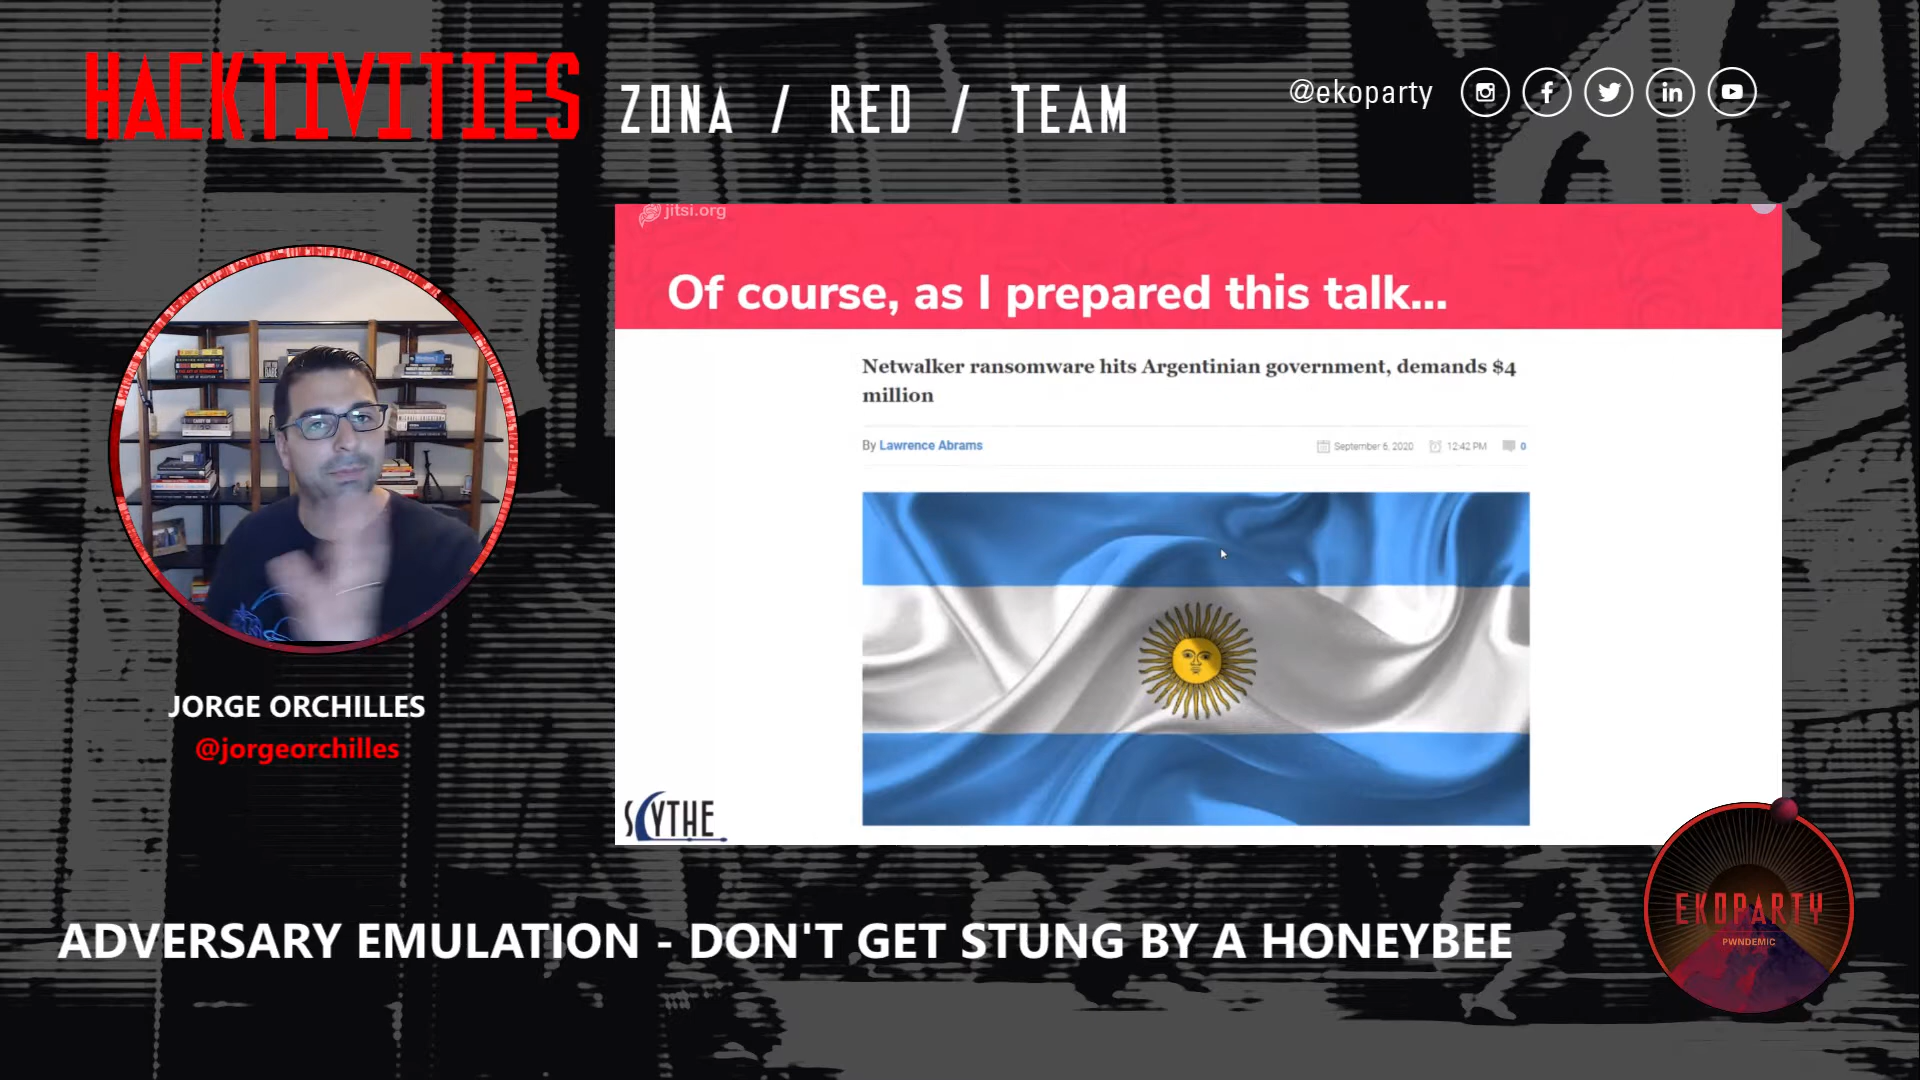 HACKTIVITIES
ZONA / RED / TEAM
@ekoparty
jitsi.org
Of course, as I prepared this talk...
Netwalker ransomware hits Argentinian government, demands $4
million
By Lawrence Abrams
September 6, 2020 12:42 PM 0
JORGE ORCHILLES
@jorgeorchilles
SCYTHE
EKOPARTY
PWNDEMIC
ADVERSARY EMULATION - DON'T GET STUNG BY A HONEYBEE